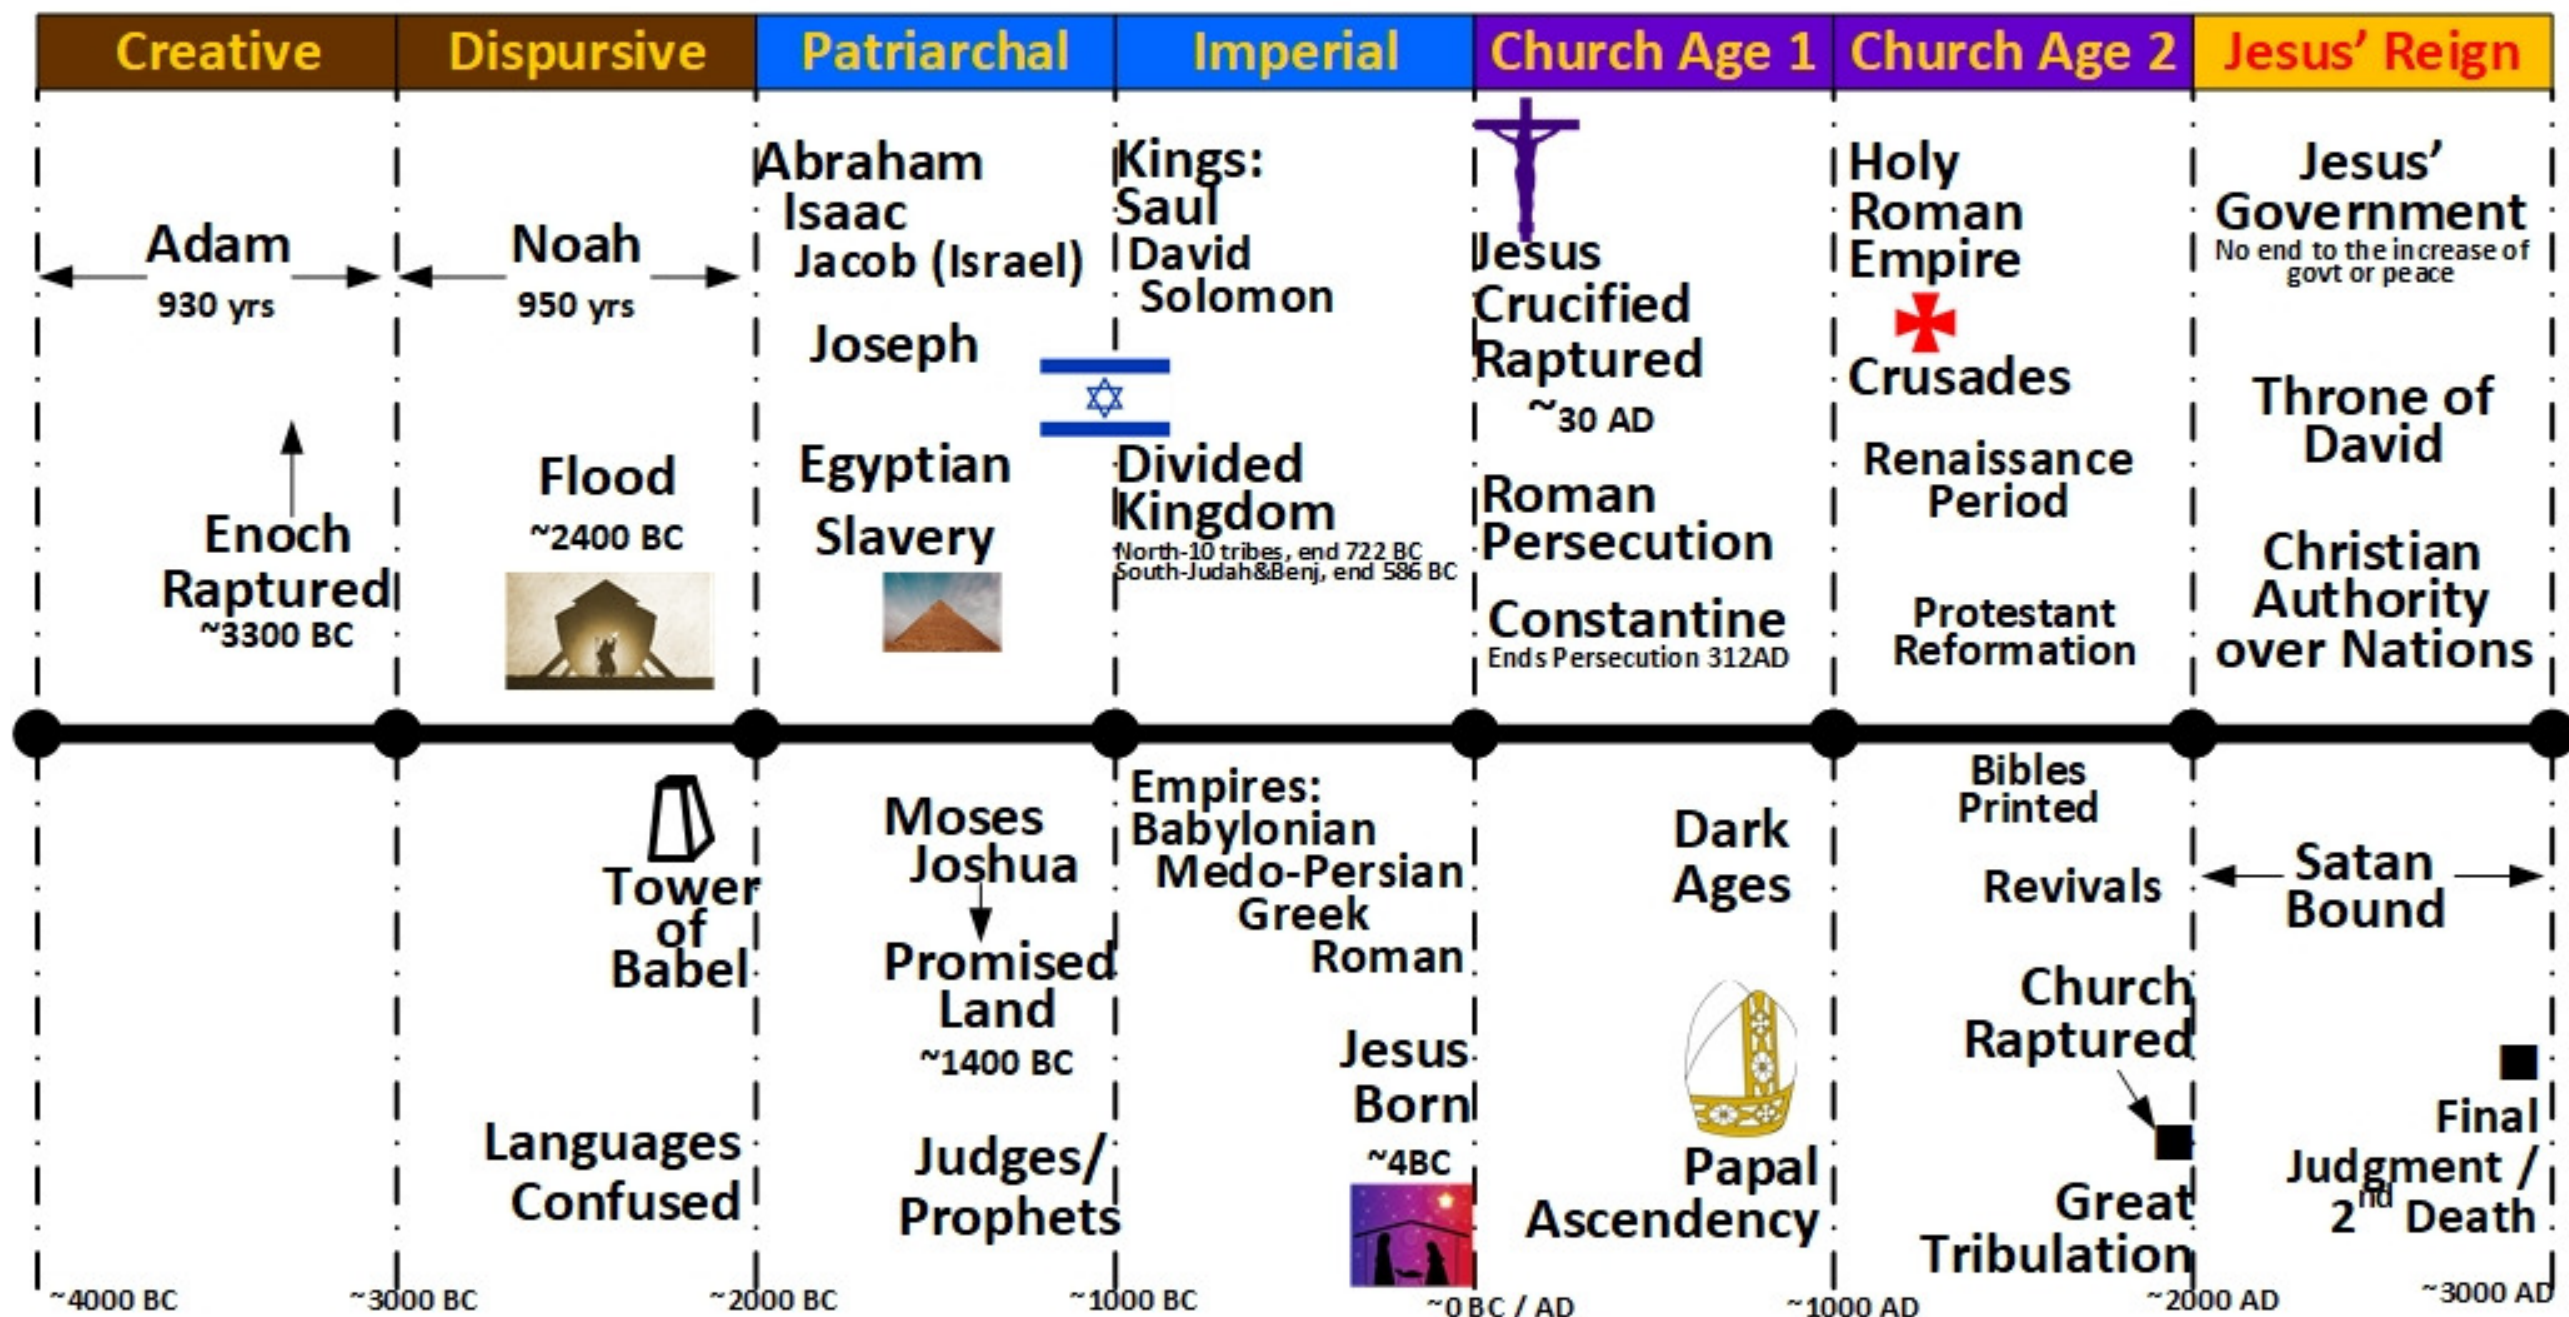 Creative
Dispursive
Patriarchal
Imperial
Church Age 1
Church Age 2
Jesus’ Reign
Adam
930 yrs
Enoch
Raptured
~3300 BC
Noah
950 yrs
Flood
~2400 BC
Tower
of
Babel
Languages
Confused
Abraham
Isaac
Jacob (Israel)
Joseph
Egyptian
Slavery
Moses
Joshua
Promised
Land
~1400 BC
Judges/
Prophets
Kings:
Saul
David
Solomon
Divided
Kingdom
North-10 tribes, end 722 BC
South-Judah&Benj, end 586 BC
Empires:
Babylonian
Medo-Persian
Greek
Roman
Jesus
Born
~4BC
Jesus
Crucified
Raptured
~30 AD
Roman
Persecution
Constantine
Ends Persecution 312AD
Dark
Ages
Papal
Ascendency
Holy
Roman
Empire
Crusades
Renaissance
Period
Protestant
Reformation
Bibles
Printed
Revivals
Church
Raptured
Great
Tribulation
Jesus’
Government
No end to the increase of
govt or peace
Throne of
David
Christian
Authority
over Nations
Satan
Bound
Final
Judgment /
2nd Death
~4000 BC
~3000 BC
~2000 BC
~1000 BC
~0 BC / AD
~1000 AD
~2000 AD
~3000 AD